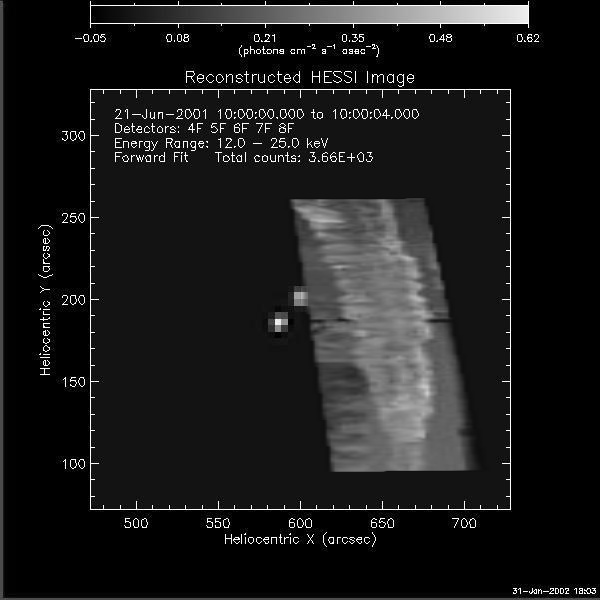 −0.05 0.08 0.21 0.35 0.48 0.62
(photons cm⁻² s⁻¹ asec⁻²)
Reconstructed HESSI Image
21−Jun−2001 10:00:00.000 to 10:00:04.000
Detectors: 4F 5F 6F 7F 8F
Energy Range: 12.0 − 25.0 keV
Forward Fit Total counts: 3.66E+03
300
250
200
150
100
Heliocentric Y (arcsec)
500 550 600 650 700
Heliocentric X (arcsec)
31−Jan−2002 18:03